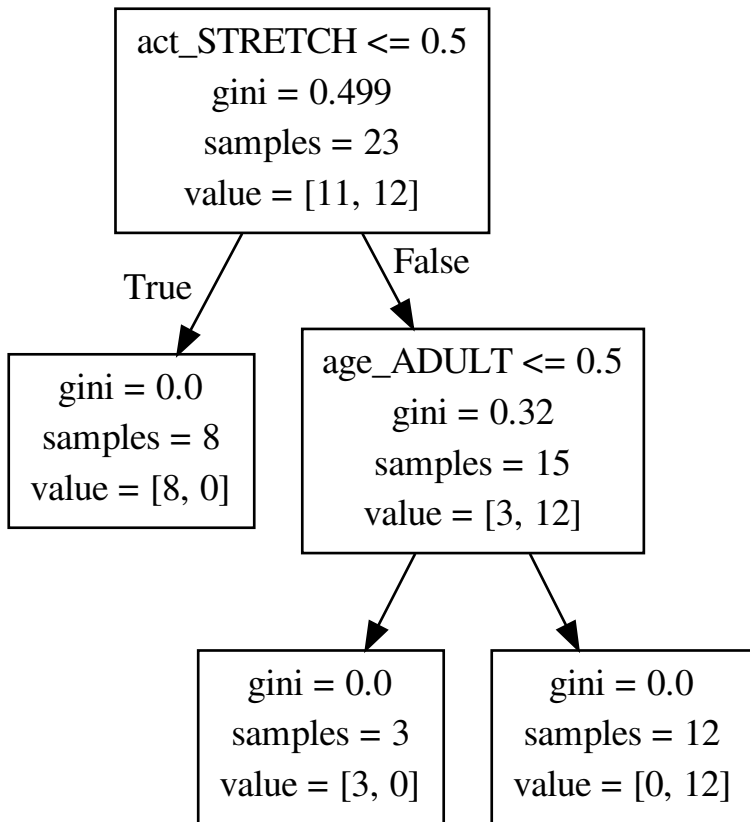 act_STRETCH <= 0.5
gini = 0.499
samples = 23
value = [11, 12]
True
False
gini = 0.0
samples = 8
value = [8, 0]
age_ADULT <= 0.5
gini = 0.32
samples = 15
value = [3, 12]
gini = 0.0
samples = 3
value = [3, 0]
gini = 0.0
samples = 12
value = [0, 12]